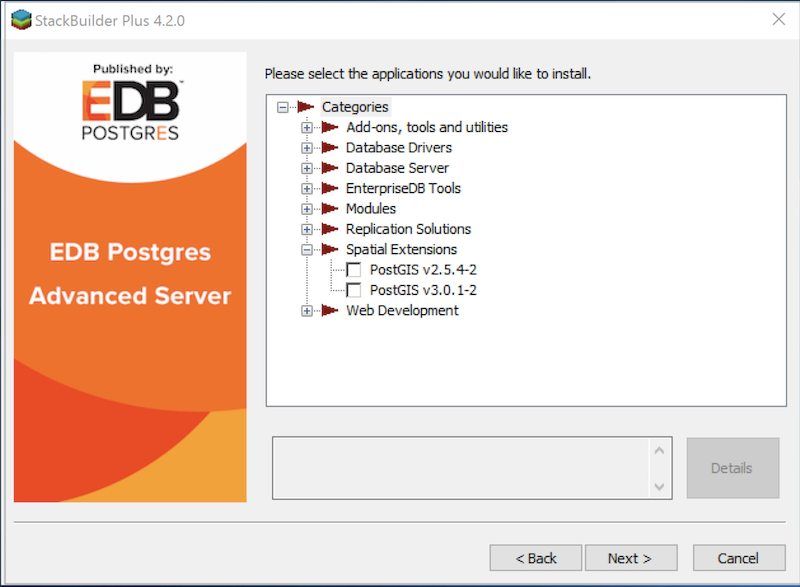 StackBuilder Plus 4.2.0
Published by:
EDB™
POSTGRES
EDB Postgres
Advanced Server
Please select the applications you would like to install.
Categories
Add-ons, tools and utilities
Database Drivers
Database Server
EnterpriseDB Tools
Modules
Replication Solutions
Spatial Extensions
PostGIS v2.5.4-2
PostGIS v3.0.1-2
Web Development
Details
< Back
Next >
Cancel